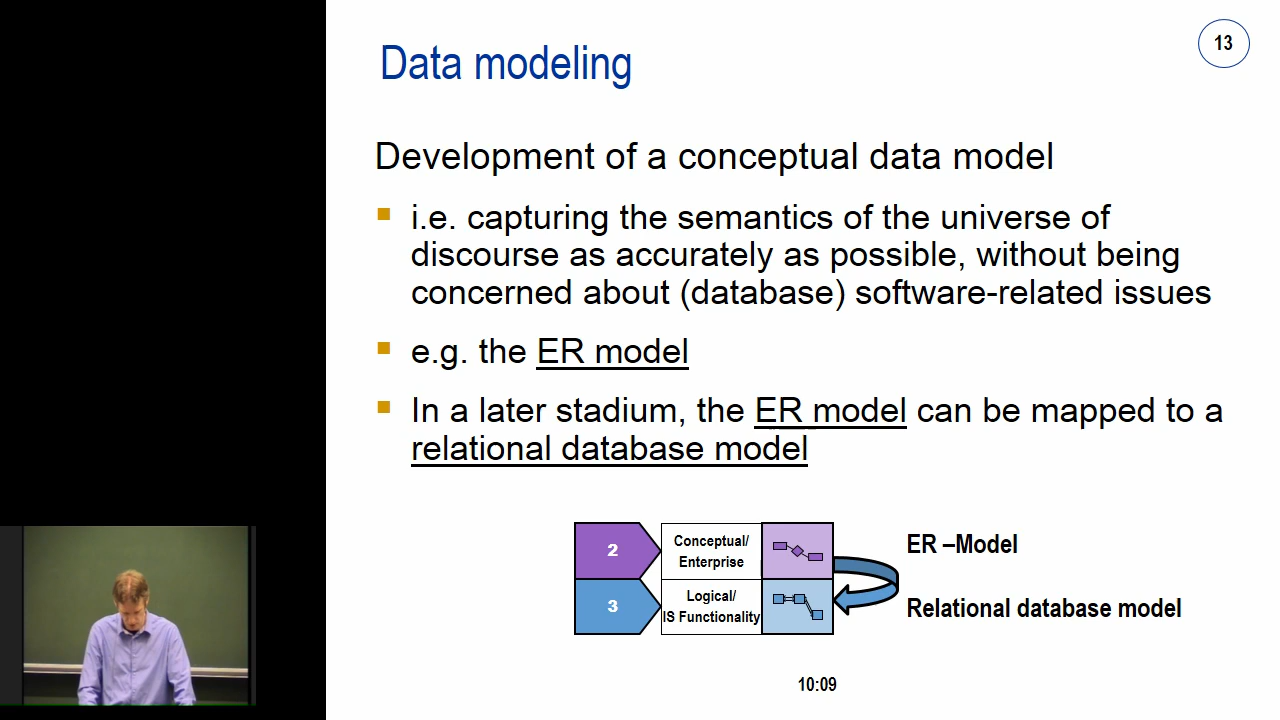 Data modeling
13
Development of a conceptual data model
i.e. capturing the semantics of the universe of
discourse as accurately as possible, without being
concerned about (database) software-related issues
e.g. the ER model
In a later stadium, the ER model can be mapped to a
relational database model
2
Conceptual/
Enterprise
ER –Model
3
Logical/
IS Functionality
Relational database model
10:09